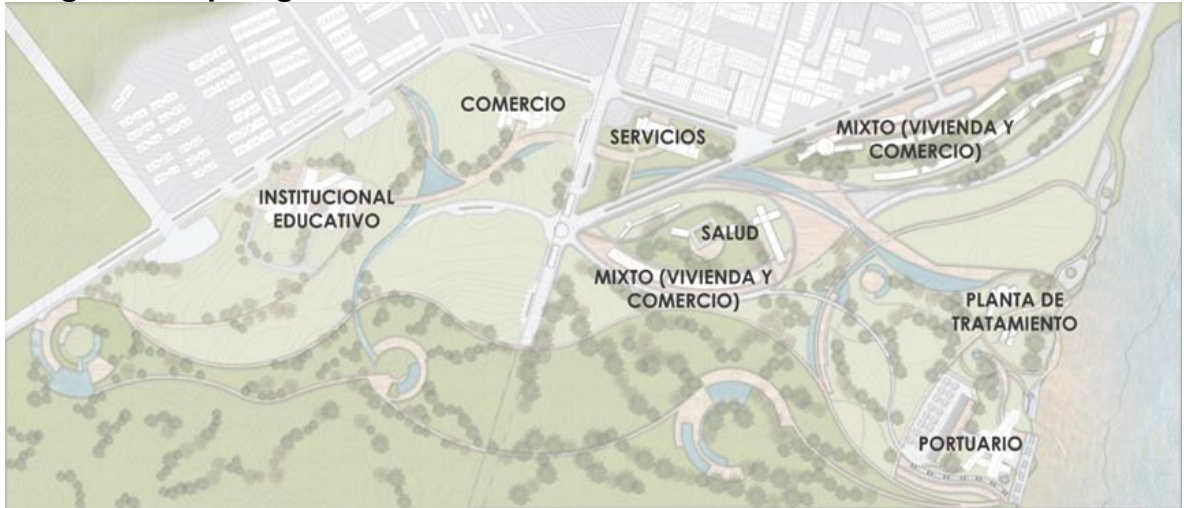 COMERCIO
SERVICIOS
MIXTO (VIVIENDA Y
COMERCIO)
INSTITUCIONAL
EDUCATIVO
SALUD
MIXTO (VIVIENDA Y
COMERCIO)
PLANTA DE
TRATAMIENTO
PORTUARIO